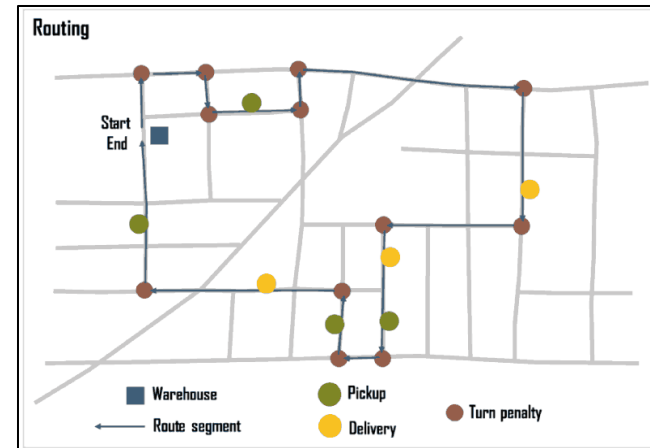 Routing
Start
End
Warehouse
Pickup
Turn penalty
Route segment
Delivery